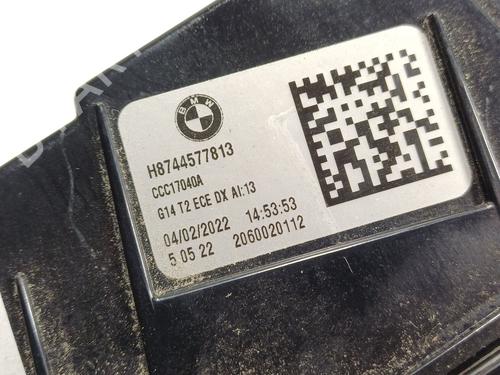 BMW
H8744577813
CCC17040A
G14 T2 ECE DX AI:13
04/02/2022 14:53:53
5 05 22 2060020112